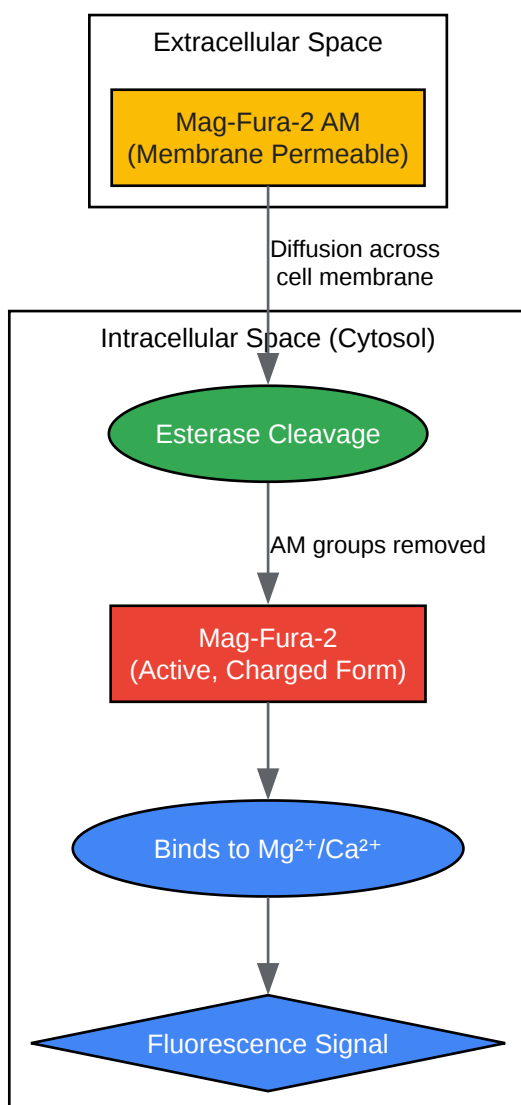 Extracellular Space
Mag-Fura-2 AM
(Membrane Permeable)
Diffusion across
cell membrane
Intracellular Space (Cytosol)
Esterase Cleavage
AM groups removed
Mag-Fura-2
(Active, Charged Form)
Binds to Mg²⁺/Ca²⁺
Fluorescence Signal